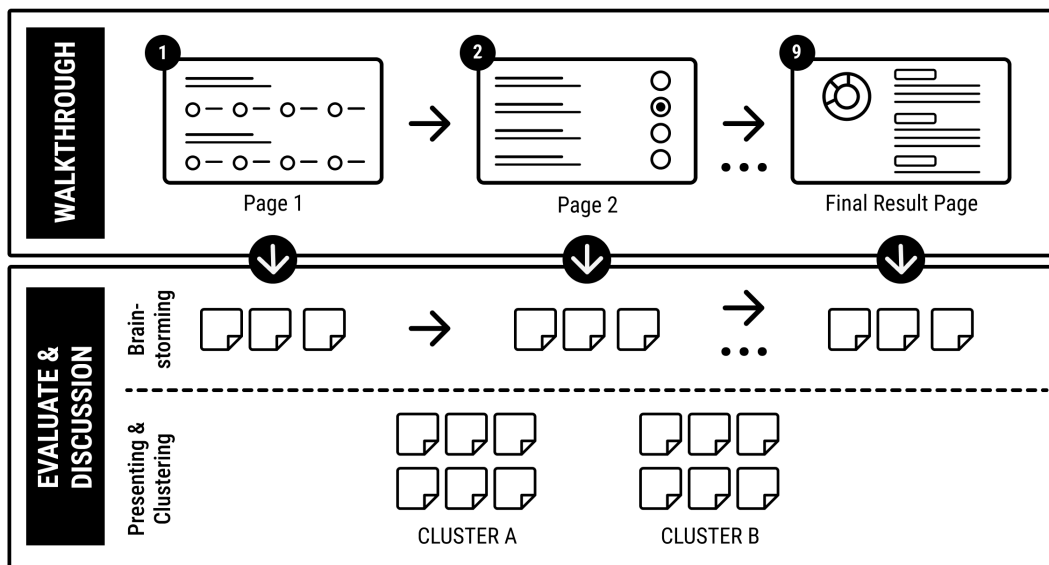 WALKTHROUGH
1
2
9
Page 1
Page 2
Final Result Page
EVALUATE &
DISCUSSION
Brain-
storming
Presenting &
Clustering
CLUSTER A
CLUSTER B